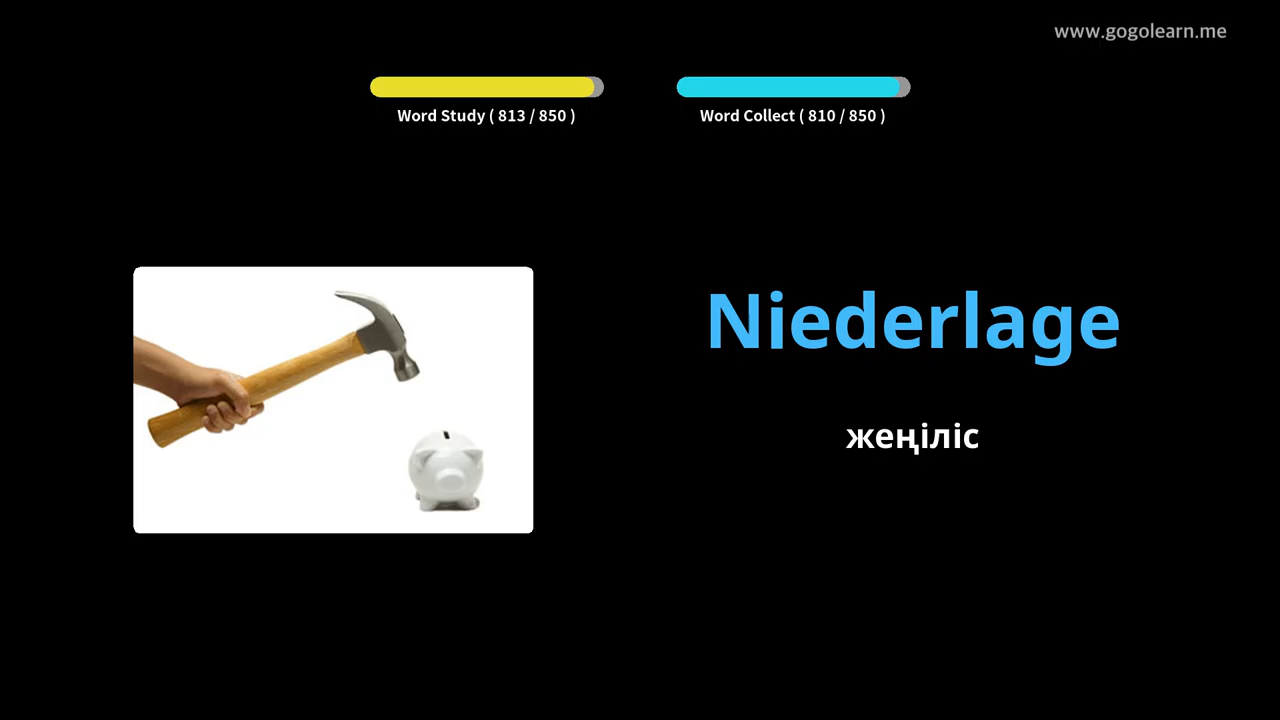 www.gogolearn.me
Word Study ( 813 / 850 )
Word Collect ( 810 / 850 )
Niederlage
жеңіліс